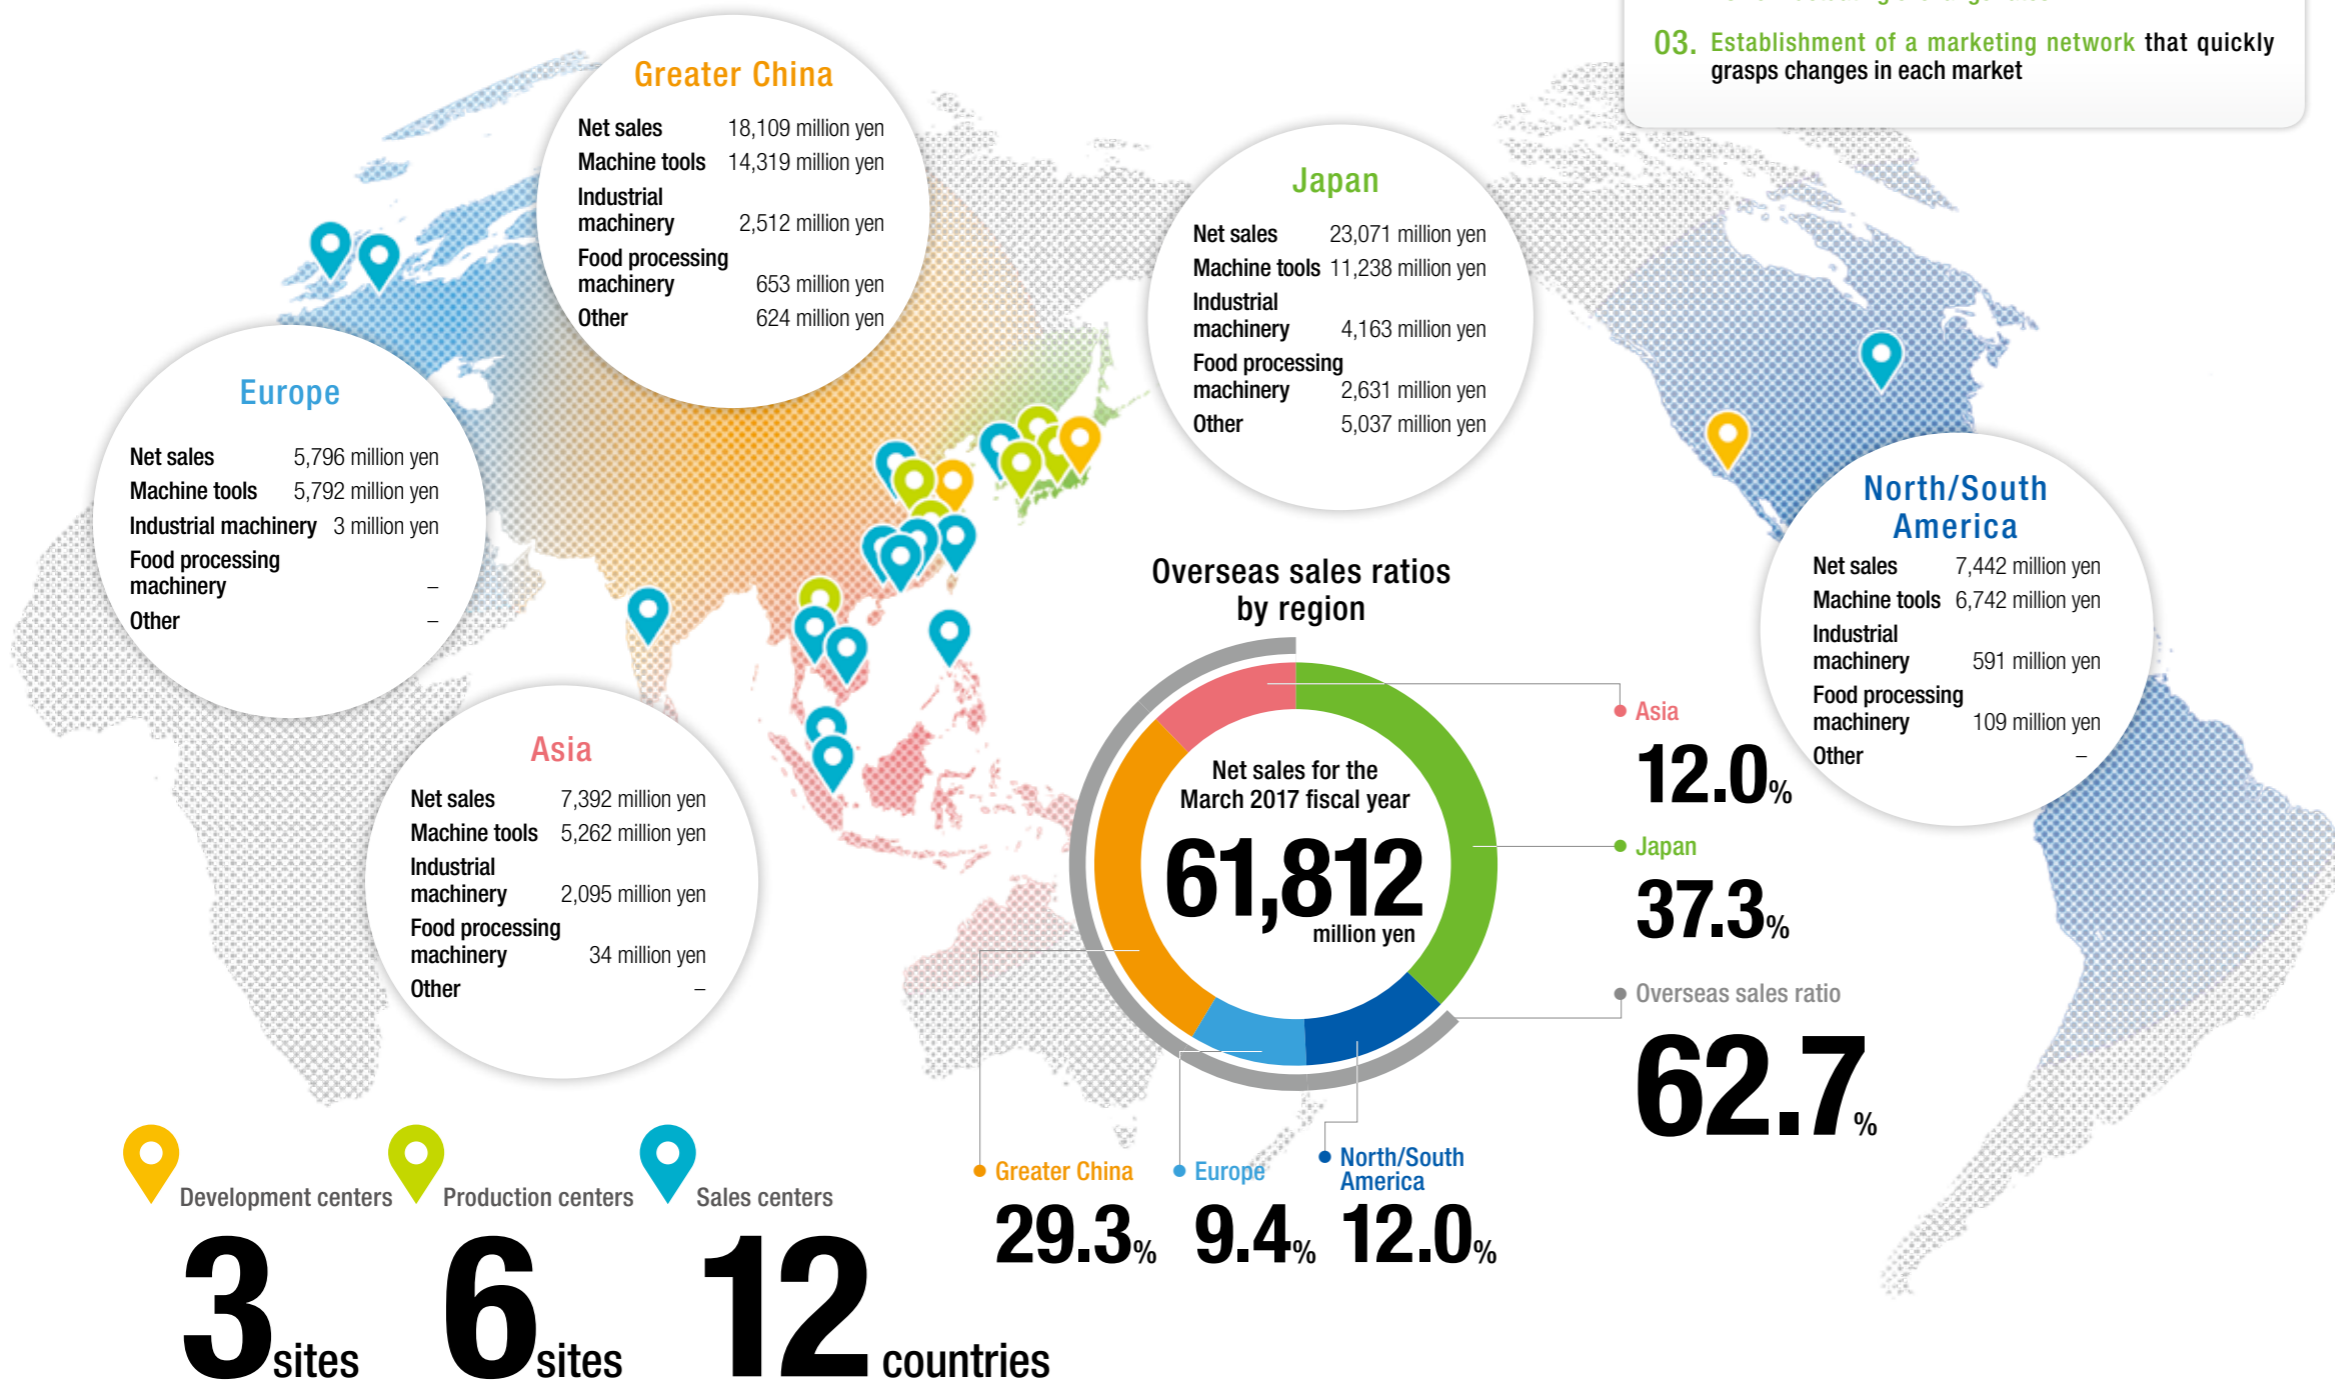 03. Establishment of a marketing network that quickly
grasps changes in each market
Greater China
Net sales 18,109 million yen
Machine tools 14,319 million yen
Industrial
machinery 2,512 million yen
Food processing
machinery 653 million yen
Other 624 million yen
Japan
Net sales 23,071 million yen
Machine tools 11,238 million yen
Industrial
machinery 4,163 million yen
Food processing
machinery 2,631 million yen
Other 5,037 million yen
Europe
Net sales 5,796 million yen
Machine tools 5,792 million yen
Industrial machinery 3 million yen
Food processing
machinery –
Other –
North/South
America
Net sales 7,442 million yen
Machine tools 6,742 million yen
Industrial
machinery 591 million yen
Food processing
machinery 109 million yen
Other –
Asia
Net sales 7,392 million yen
Machine tools 5,262 million yen
Industrial
machinery 2,095 million yen
Food processing
machinery 34 million yen
Other –
Overseas sales ratios
by region
Net sales for the
March 2017 fiscal year
61,812
million yen
Asia
12.0%
Japan
37.3%
Overseas sales ratio
62.7%
Greater China
29.3%
Europe
9.4%
North/South
America
12.0%
Development centers
3 sites
Production centers
6 sites
Sales centers
12 countries